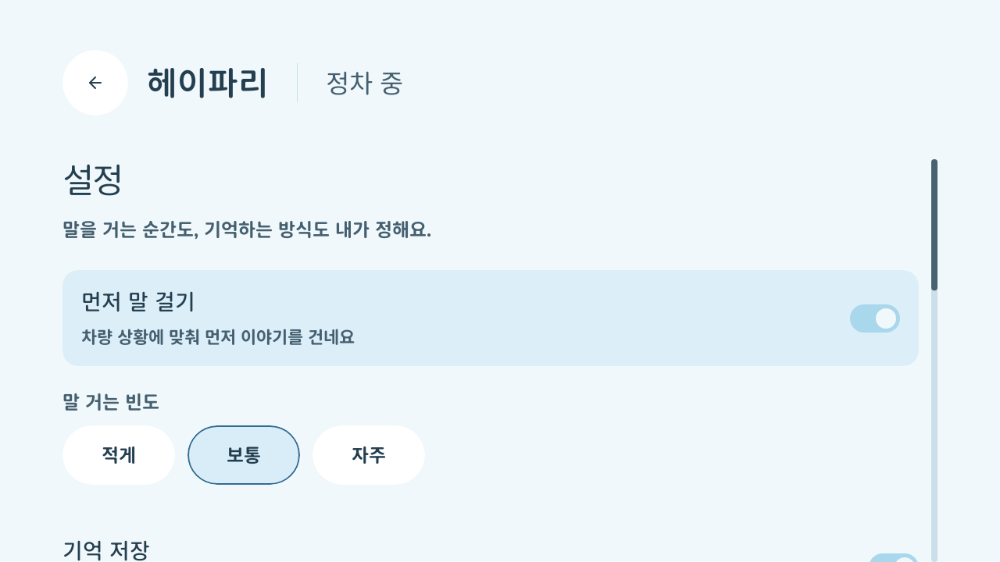 헤이파리
정차 중
설정
말을 거는 순간도, 기억하는 방식도 내가 정해요.
먼저 말 걸기
차량 상황에 맞춰 먼저 이야기를 건네요
말 거는 빈도
적게 보통 자주
기억 저장